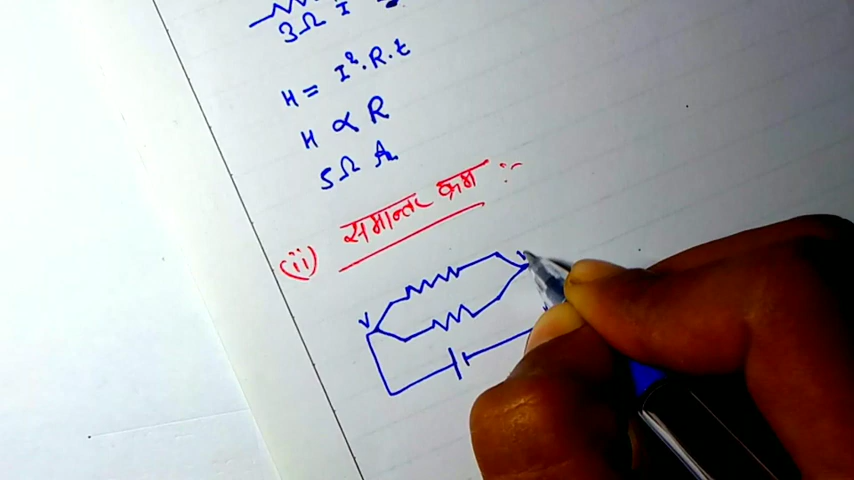 3Ω I
H = I². R. t
H ∝ R
5Ω में
(ii) समान्तर क्रम :-
V V